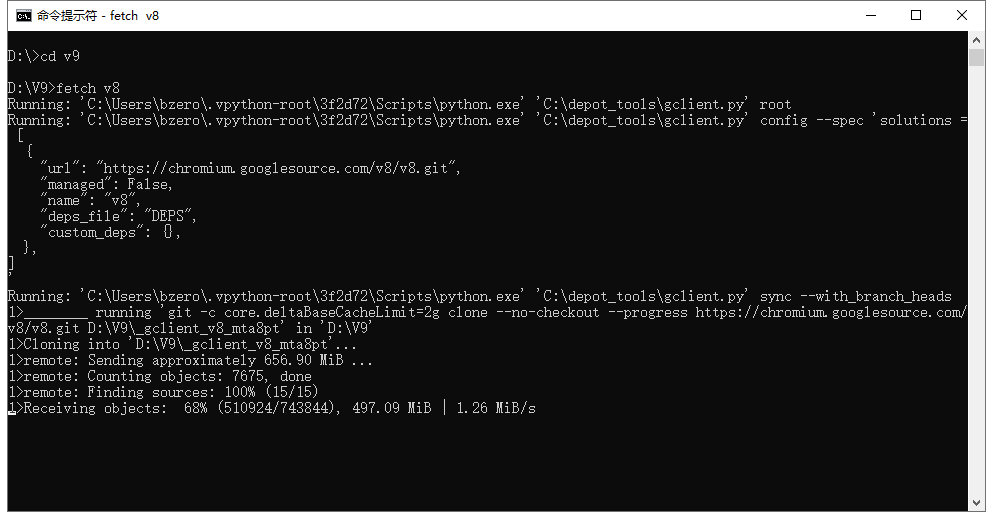 命令提示符 - fetch  v8
D:\>cd v9
D:\V9>fetch v8
Running: 'C:\Users\bzero\.vpython-root\3f2d72\Scripts\python.exe' 'C:\depot_tools\gclient.py' root
Running: 'C:\Users\bzero\.vpython-root\3f2d72\Scripts\python.exe' 'C:\depot_tools\gclient.py' config --spec 'solutions =
[
{
"url": "https://chromium.googlesource.com/v8/v8.git",
"managed": False,
"name": "v8",
"deps_file": "DEPS",
"custom_deps": {},
},
]
'
Running: 'C:\Users\bzero\.vpython-root\3f2d72\Scripts\python.exe' 'C:\depot_tools\gclient.py' sync --with_branch_heads
1>________ running 'git -c core.deltaBaseCacheLimit=2g clone --no-checkout --progress https://chromium.googlesource.com/
v8/v8.git D:\V9\_gclient_v8_mta8pt' in 'D:\V9'
1>Cloning into 'D:\V9\_gclient_v8_mta8pt'...
1>remote: Sending approximately 656.90 MiB ...
1>remote: Counting objects: 7675, done
1>remote: Finding sources: 100% (15/15)
1>Receiving objects:  68% (510924/743844), 497.09 MiB | 1.26 MiB/s